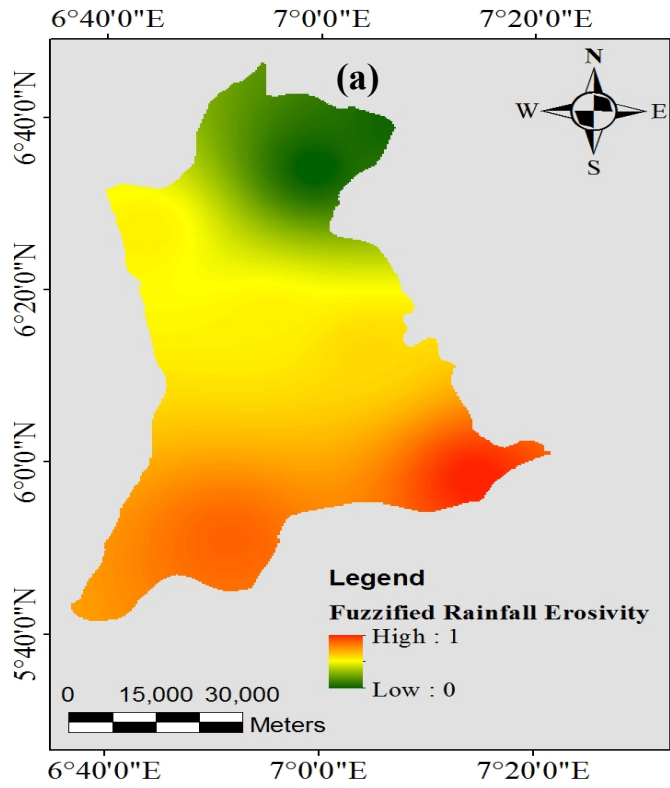 6°40'0"E 7°0'0"E 7°20'0"E
(a)
N
W E
S
6°40'0"N
6°20'0"N
6°0'0"N
5°40'0"N
Legend
Fuzzified Rainfall Erosivity
High : 1
Low : 0
0 15,000 30,000
Meters
6°40'0"E 7°0'0"E 7°20'0"E